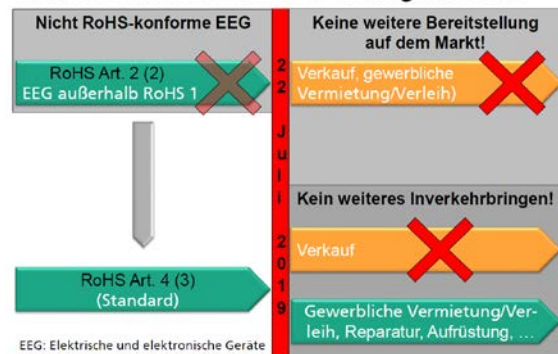 Nicht RoHS-konforme EEG
RoHS Art. 2 (2)
EEG außerhalb RoHS 1
RoHS Art. 4 (3)
(Standard)
EEG: Elektrische und elektronische Geräte
22 Juli 2019
Keine weitere Bereitstellung
auf dem Markt!
Verkauf, gewerbliche
Vermietung/Verleih)
Kein weiteres Inverkehrbringen!
Verkauf
Gewerbliche Vermietung/Ver-
leih, Reparatur, Aufrüstung, ...